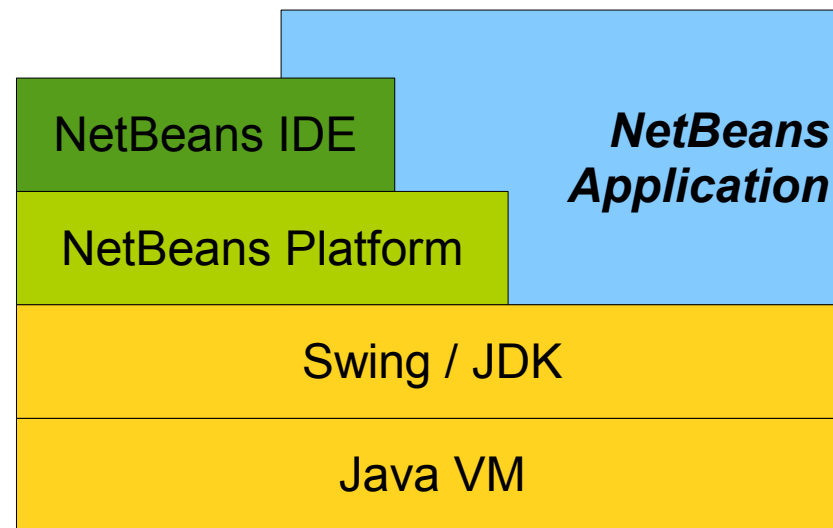 NetBeans IDE
NetBeans
Application
NetBeans Platform
Swing / JDK
Java VM